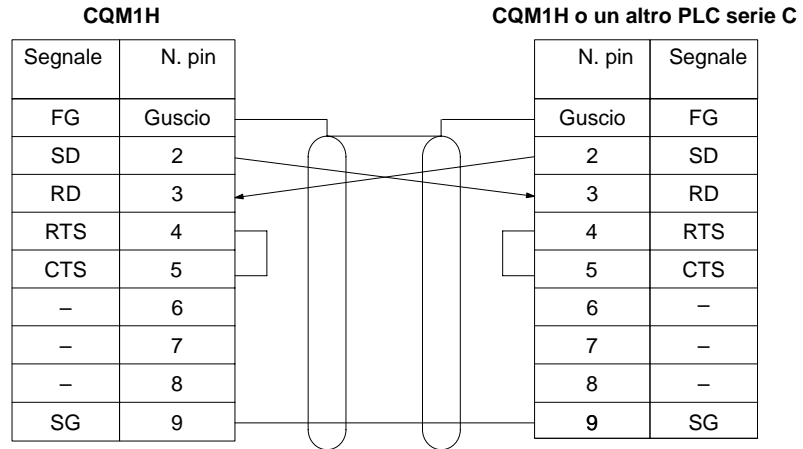 CQM1H CQM1H o un altro PLC serie C
Segnale N. pin N. pin Segnale
FG Guscio Guscio FG
SD 2 2 SD
RD 3 3 RD
RTS 4 4 RTS
CTS 5 5 CTS
– 6 6 –
– 7 7 –
– 8 8 –
SG 9 9 SG